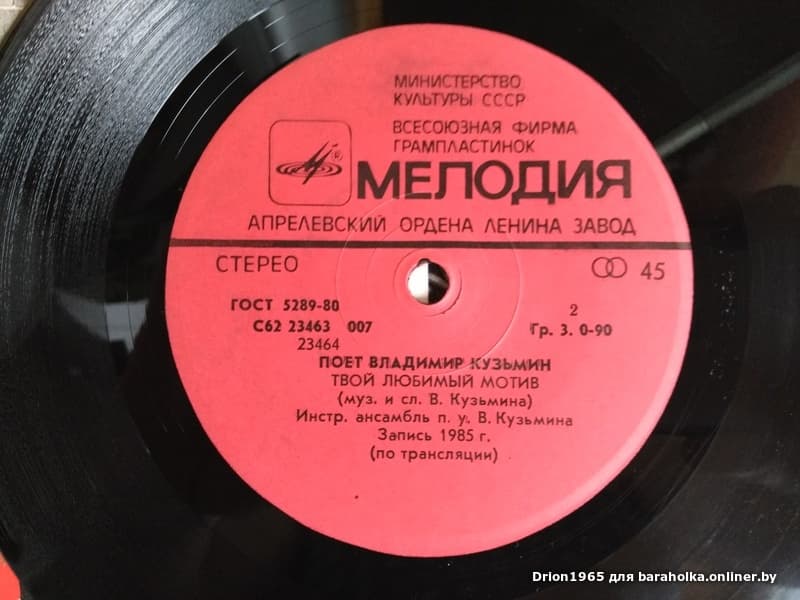 МИНИСТЕРСТВО
КУЛЬТУРЫ СССР
ВСЕСОЮЗНАЯ ФИРМА
ГРАМПЛАСТИНОК
МЕЛОДИЯ
АПРЕЛЕВСКИЙ ОРДЕНА ЛЕНИНА ЗАВОД
СТЕРЕО
45
ГОСТ 5289-80
С62 23463 007
23464
2
Гр. 3. 0-90
ПОЕТ ВЛАДИМИР КУЗЬМИН
ТВОЙ ЛЮБИМЫЙ МОТИВ
(муз. и сл. В. Кузьмина)
Инстр. ансамбль п. у. В. Кузьмина
Запись 1985 г.
(по трансляции)
Drion1965 для baraholka.onliner.by